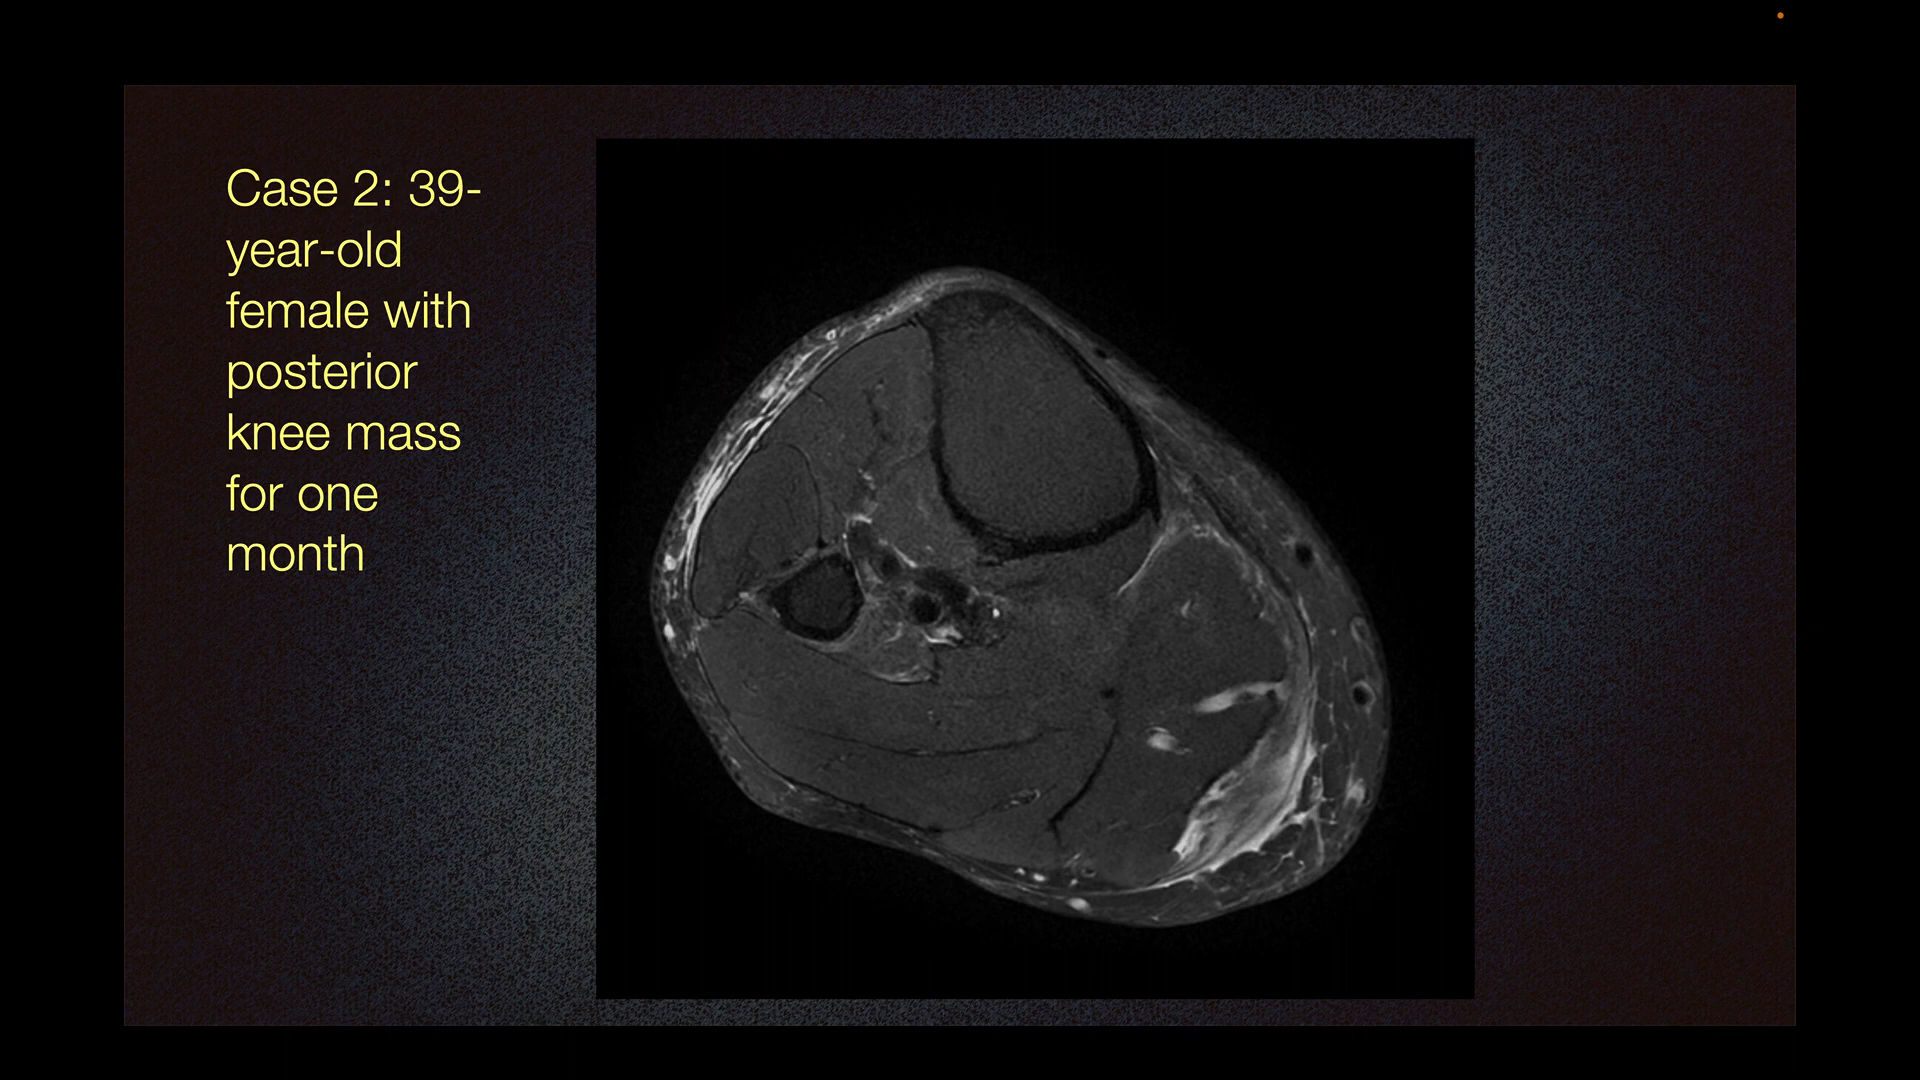 Case 2: 39-
year-old
female with
posterior
knee mass
for one
month